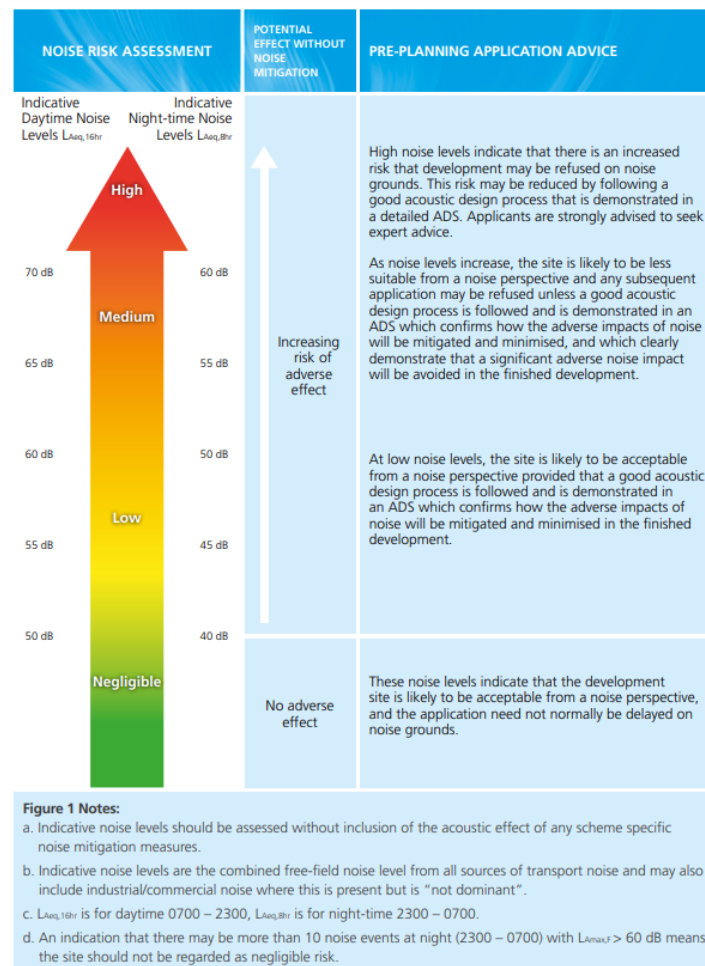 NOISE RISK ASSESSMENT
POTENTIAL
EFFECT WITHOUT
NOISE
MITIGATION
PRE-PLANNING APPLICATION ADVICE
Indicative
Daytime Noise
Levels LAeq,16hr
Indicative
Night-time Noise
Levels LAeq,8hr
High
70 dB
60 dB
Medium
65 dB
55 dB
60 dB
50 dB
Low
55 dB
45 dB
50 dB
40 dB
Negligible
Increasing
risk of
adverse
effect
No adverse
effect
High noise levels indicate that there is an increased
risk that development may be refused on noise
grounds. This risk may be reduced by following a
good acoustic design process that is demonstrated in
a detailed ADS. Applicants are strongly advised to seek
expert advice.
As noise levels increase, the site is likely to be less
suitable from a noise perspective and any subsequent
application may be refused unless a good acoustic
design process is followed and is demonstrated in an
ADS which confirms how the adverse impacts of noise
will be mitigated and minimised, and which clearly
demonstrate that a significant adverse noise impact
will be avoided in the finished development.
At low noise levels, the site is likely to be acceptable
from a noise perspective provided that a good acoustic
design process is followed and is demonstrated in
an ADS which confirms how the adverse impacts of
noise will be mitigated and minimised in the finished
development.
These noise levels indicate that the development
site is likely to be acceptable from a noise perspective,
and the application need not normally be delayed on
noise grounds.
Figure 1 Notes:
a. Indicative noise levels should be assessed without inclusion of the acoustic effect of any scheme specific
noise mitigation measures.
b. Indicative noise levels are the combined free-field noise level from all sources of transport noise and may also
include industrial/commercial noise where this is present but is "not dominant".
c. LAeq,16hr is for daytime 0700 – 2300, LAeq,8hr is for night-time 2300 – 0700.
d. An indication that there may be more than 10 noise events at night (2300 – 0700) with LAmax,F > 60 dB means
the site should not be regarded as negligible risk.